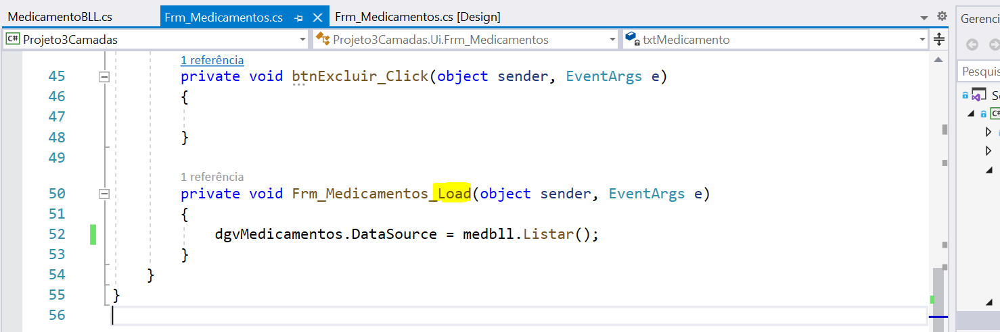 MedicamentoBLL.cs Frm_Medicamentos.cs Frm_Medicamentos.cs [Design] Gerenci
C# Projeto3Camadas Projeto3Camadas.Ui.Frm_Medicamentos txtMedicamento
Pesquis
1 referência
45 private void btnExcluir_Click(object sender, EventArgs e)
46 {
47
48 }
49
1 referência
50 private void Frm_Medicamentos_Load(object sender, EventArgs e)
51 {
52 dgvMedicamentos.DataSource = medbll.Listar();
53 }
54 }
55 }
56